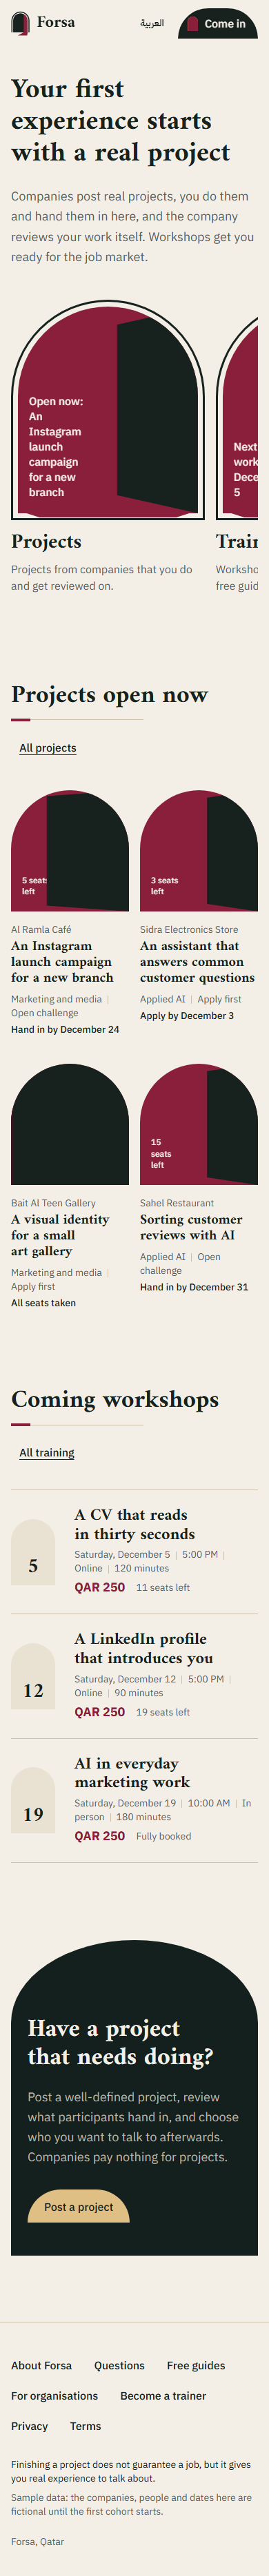 Forsa
العربية
Come in
Your first
experience starts
with a real project
Companies post real projects, you do them
and hand them in here, and the company
reviews your work itself. Workshops get you
ready for the job market.
Open now:
An
Instagram
launch
campaign
for a new
branch
Projects
Projects from companies that you do
and get reviewed on.
Next
5
Projects open now
All projects
5 seats
left
3 seats
left
Al Ramla Café
An Instagram
launch campaign
for a new branch
Marketing and media
Open challenge
Hand in by December 24
Sidra Electronics Store
An assistant that
answers common
customer questions
Applied AI | Apply first
Apply by December 3
15
seats
left
Bait Al Teen Gallery
A visual identity
for a small
art gallery
Marketing and media
Apply first
All seats taken
Sahel Restaurant
Sorting customer
reviews with AI
Applied AI | Open
challenge
Hand in by December 31
Coming workshops
All training
5
A CV that reads
in thirty seconds
Saturday, December 5 | 5:00 PM |
Online | 120 minutes
QAR 250 11 seats left
12
A LinkedIn profile
that introduces you
Saturday, December 12 | 5:00 PM |
Online | 90 minutes
QAR 250 19 seats left
19
AI in everyday
marketing work
Saturday, December 19 | 10:00 AM | In
person | 180 minutes
QAR 250 Fully booked
Have a project
that needs doing?
Post a well-defined project, review
what participants hand in, and choose
who you want to talk to afterwards.
Companies pay nothing for projects.
Post a project
About Forsa Questions Free guides
For organisations Become a trainer
Privacy Terms
Finishing a project does not guarantee a job, but it gives
you real experience to talk about.
Sample data: the companies, people and dates here are
fictional until the first cohort starts.
Forsa, Qatar